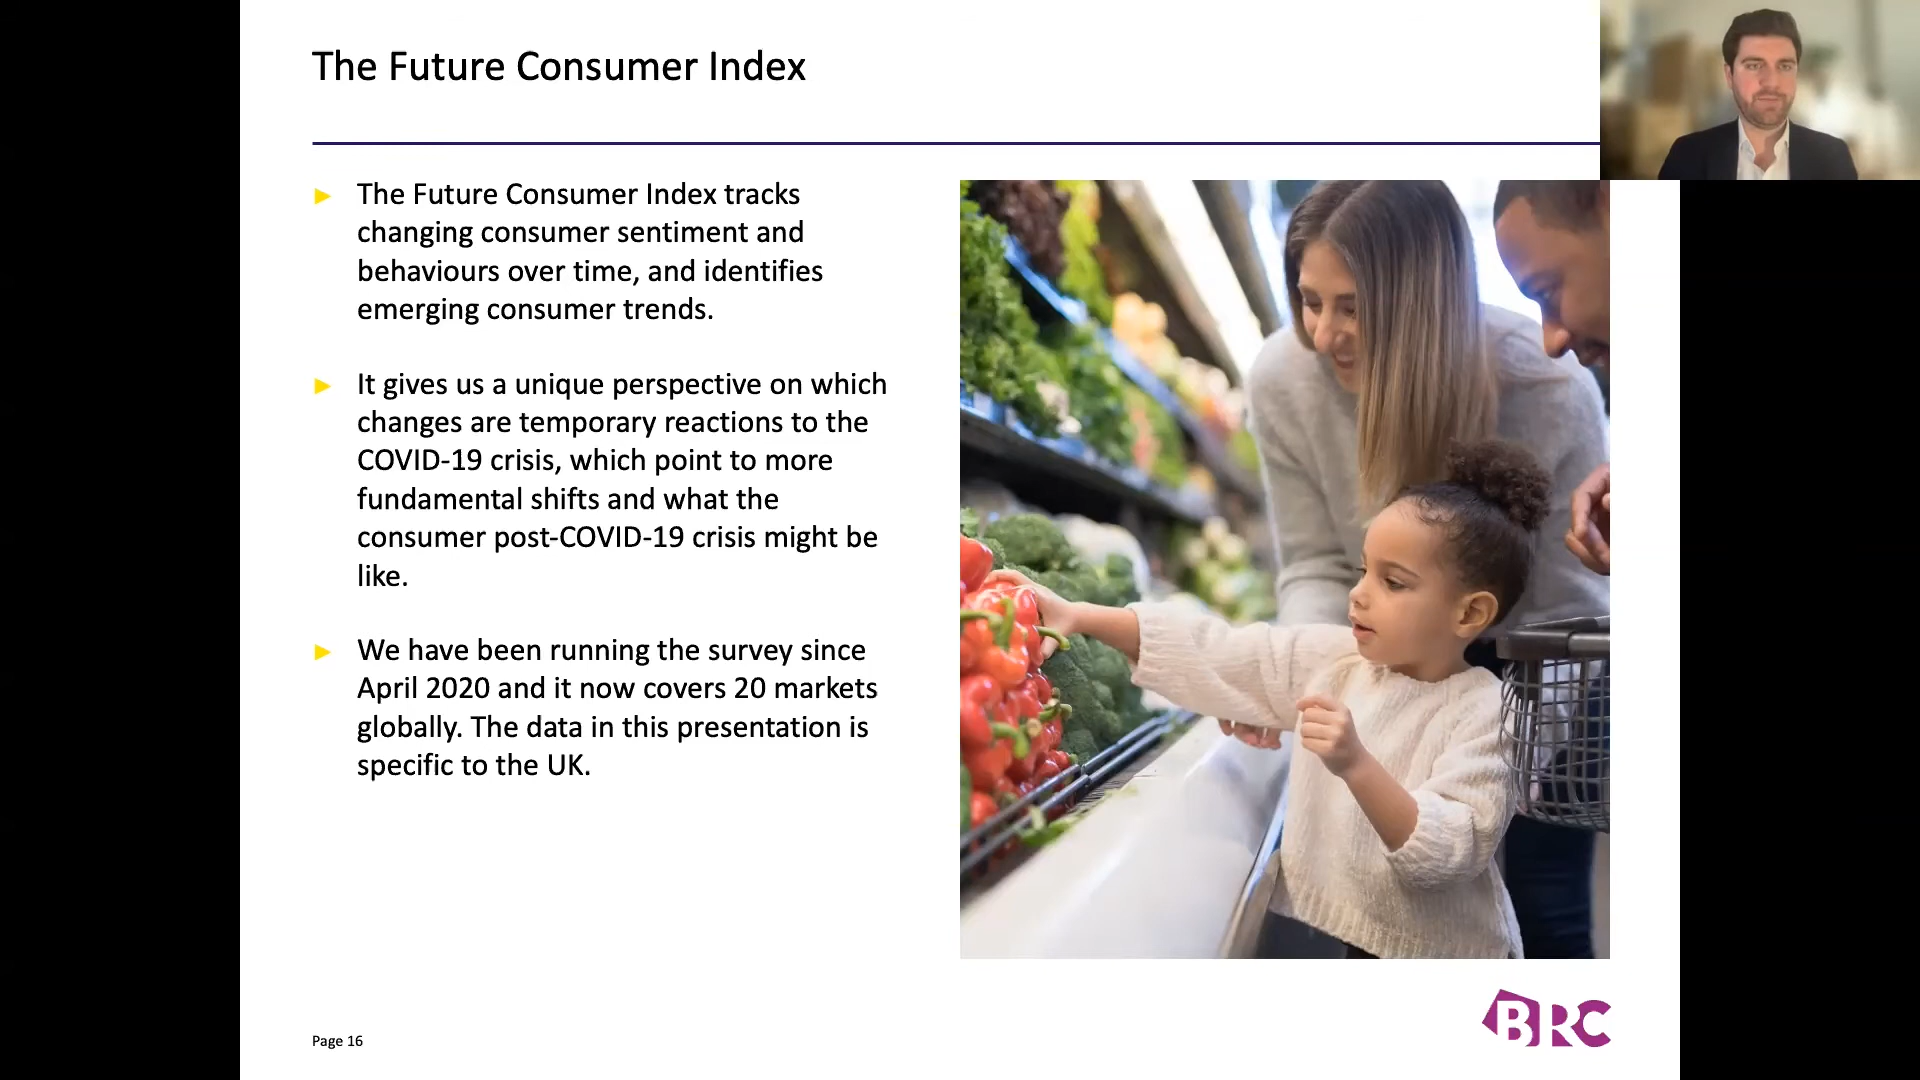 The Future Consumer Index
► The Future Consumer Index tracks
changing consumer sentiment and
behaviours over time, and identifies
emerging consumer trends.
► It gives us a unique perspective on which
changes are temporary reactions to the
COVID-19 crisis, which point to more
fundamental shifts and what the
consumer post-COVID-19 crisis might be
like.
► We have been running the survey since
April 2020 and it now covers 20 markets
globally. The data in this presentation is
specific to the UK.
Page 16
BRC